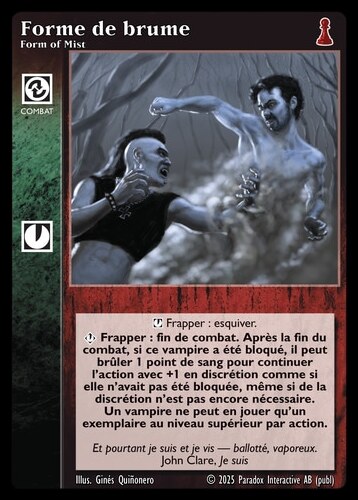 Forme de brume
Form of Mist
COMBAT
Frapper : esquiver.
Frapper : fin de combat. Après la fin du
combat, si ce vampire a été bloqué, il peut
brûler 1 point de sang pour continuer
l'action avec +1 en discrétion comme si
elle n'avait pas été bloquée, même si de la
discrétion n'est pas encore nécessaire.
Un vampire ne peut en jouer qu'un
exemplaire au niveau supérieur par action.
Et pourtant je suis et je vis — ballotté, vaporeux.
John Clare, Je suis
Illus. Ginés Quiñonero
© 2025 Paradox Interactive AB (publ)